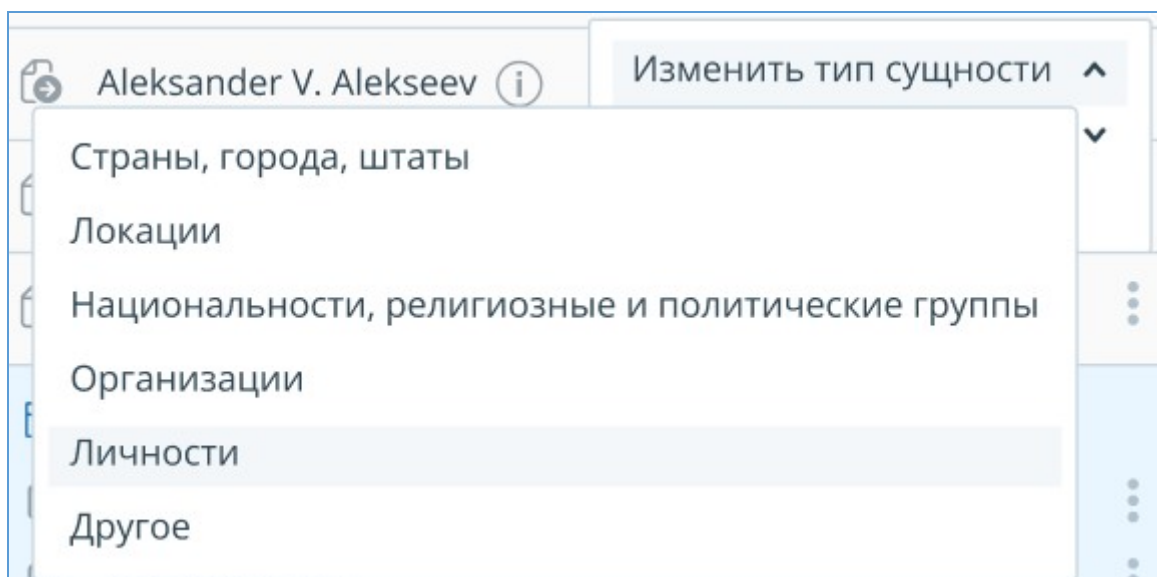 Aleksander V. Alekseev
Изменить тип сущности
Страны, города, штаты
Локации
Национальности, религиозные и политические группы
Организации
Личности
Другое